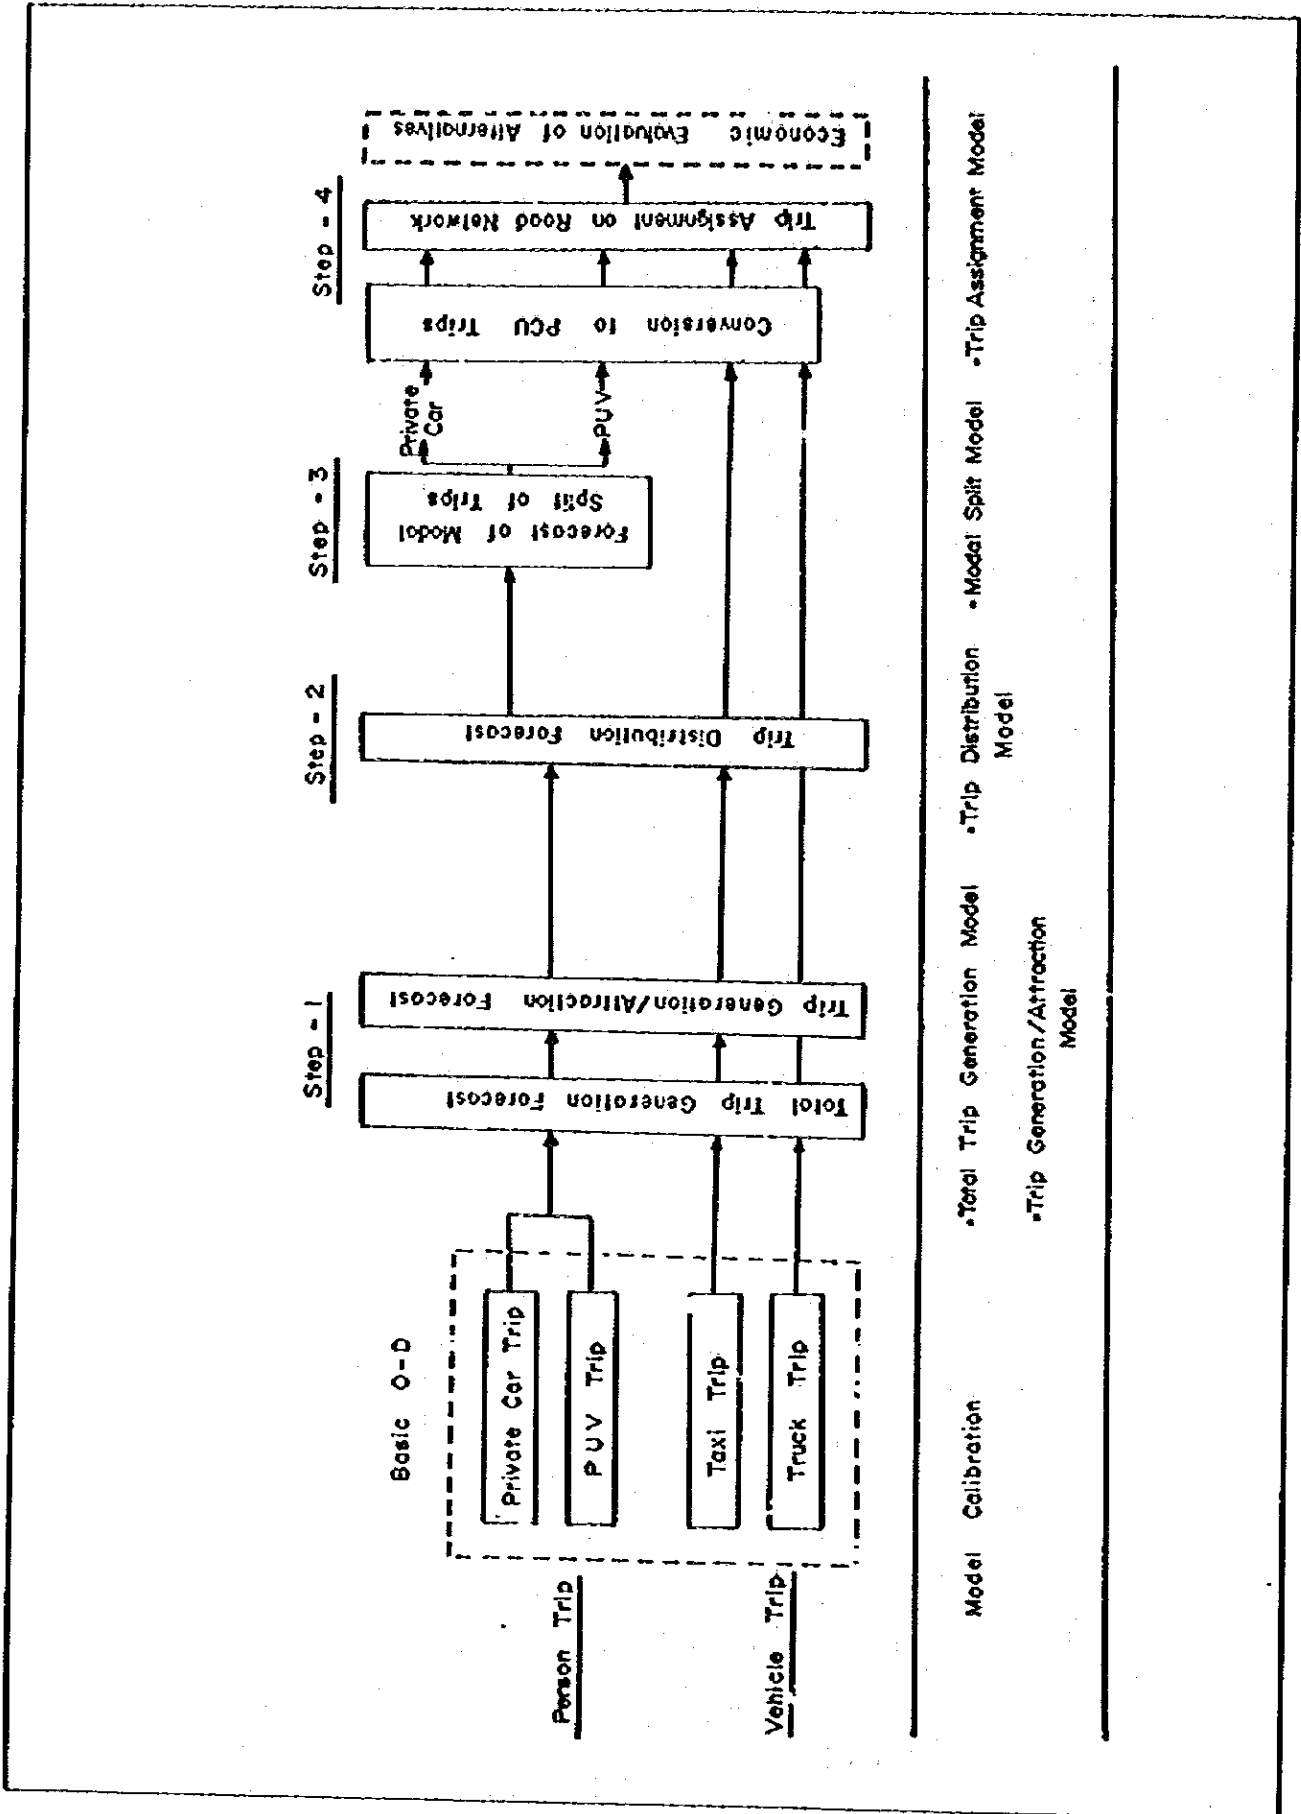 Basic O-D
Step - 1
Step - 2
Step - 3
Step - 4
Person Trip
Private Car Trip
PUV Trip
Vehicle Trip
Taxi Trip
Truck Trip
Total Trip Generation Forecast
Trip Generation/Attraction Forecast
Trip Distribution Forecast
Forecast of Modal
Split of Trips
Private
Car
PUV
Conversion to PCU Trips
Trip Assignment on Road Network
Economic Evaluation of Alternatives
Model Calibration
•Total Trip Generation Model
•Trip Generation/Attraction
Model
•Trip Distribution
Model
•Modal Split Model
•Trip Assignment Model